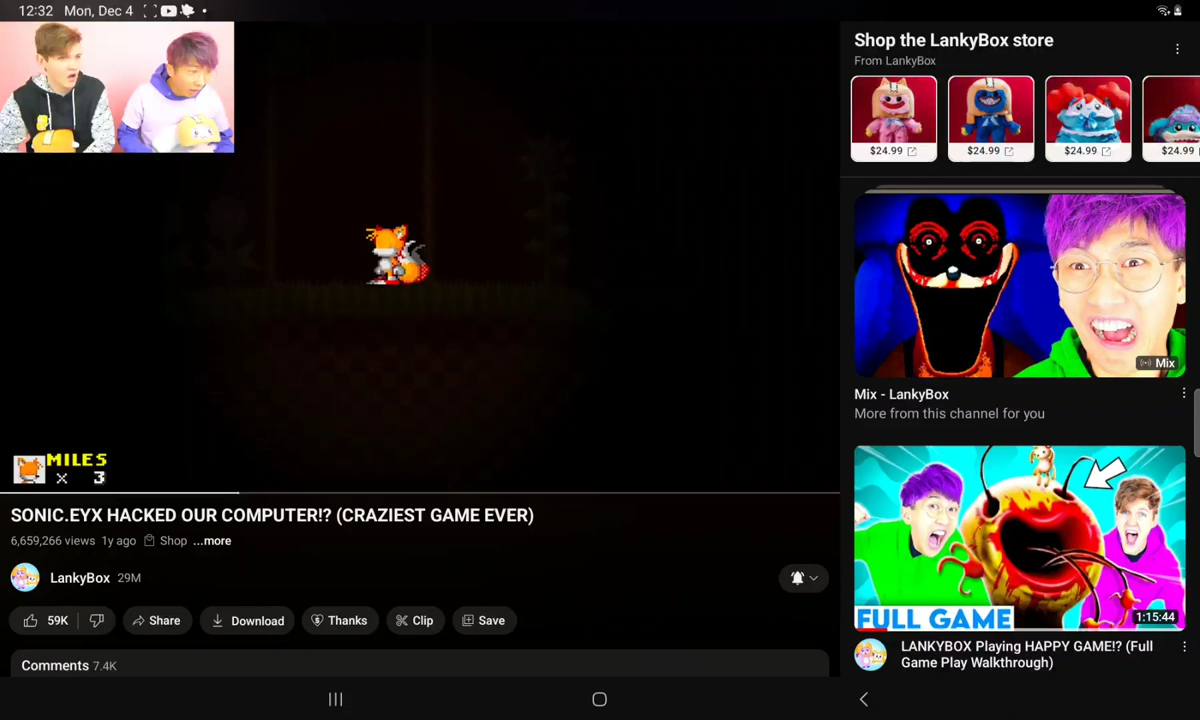 12:32 Mon, Dec 4
MILES
x 3
SONIC.EYX HACKED OUR COMPUTER!? (CRAZIEST GAME EVER)
6,659,266 views 1y ago Shop ...more
LankyBox 29M
59K Share Download Thanks Clip Save
Comments 7.4K
Shop the LankyBox store
From LankyBox
$24.99 $24.99 $24.99 $24.99
Mix
Mix - LankyBox
More from this channel for you
FULL GAME
1:15:44
LANKYBOX Playing HAPPY GAME!? (Full
Game Play Walkthrough)